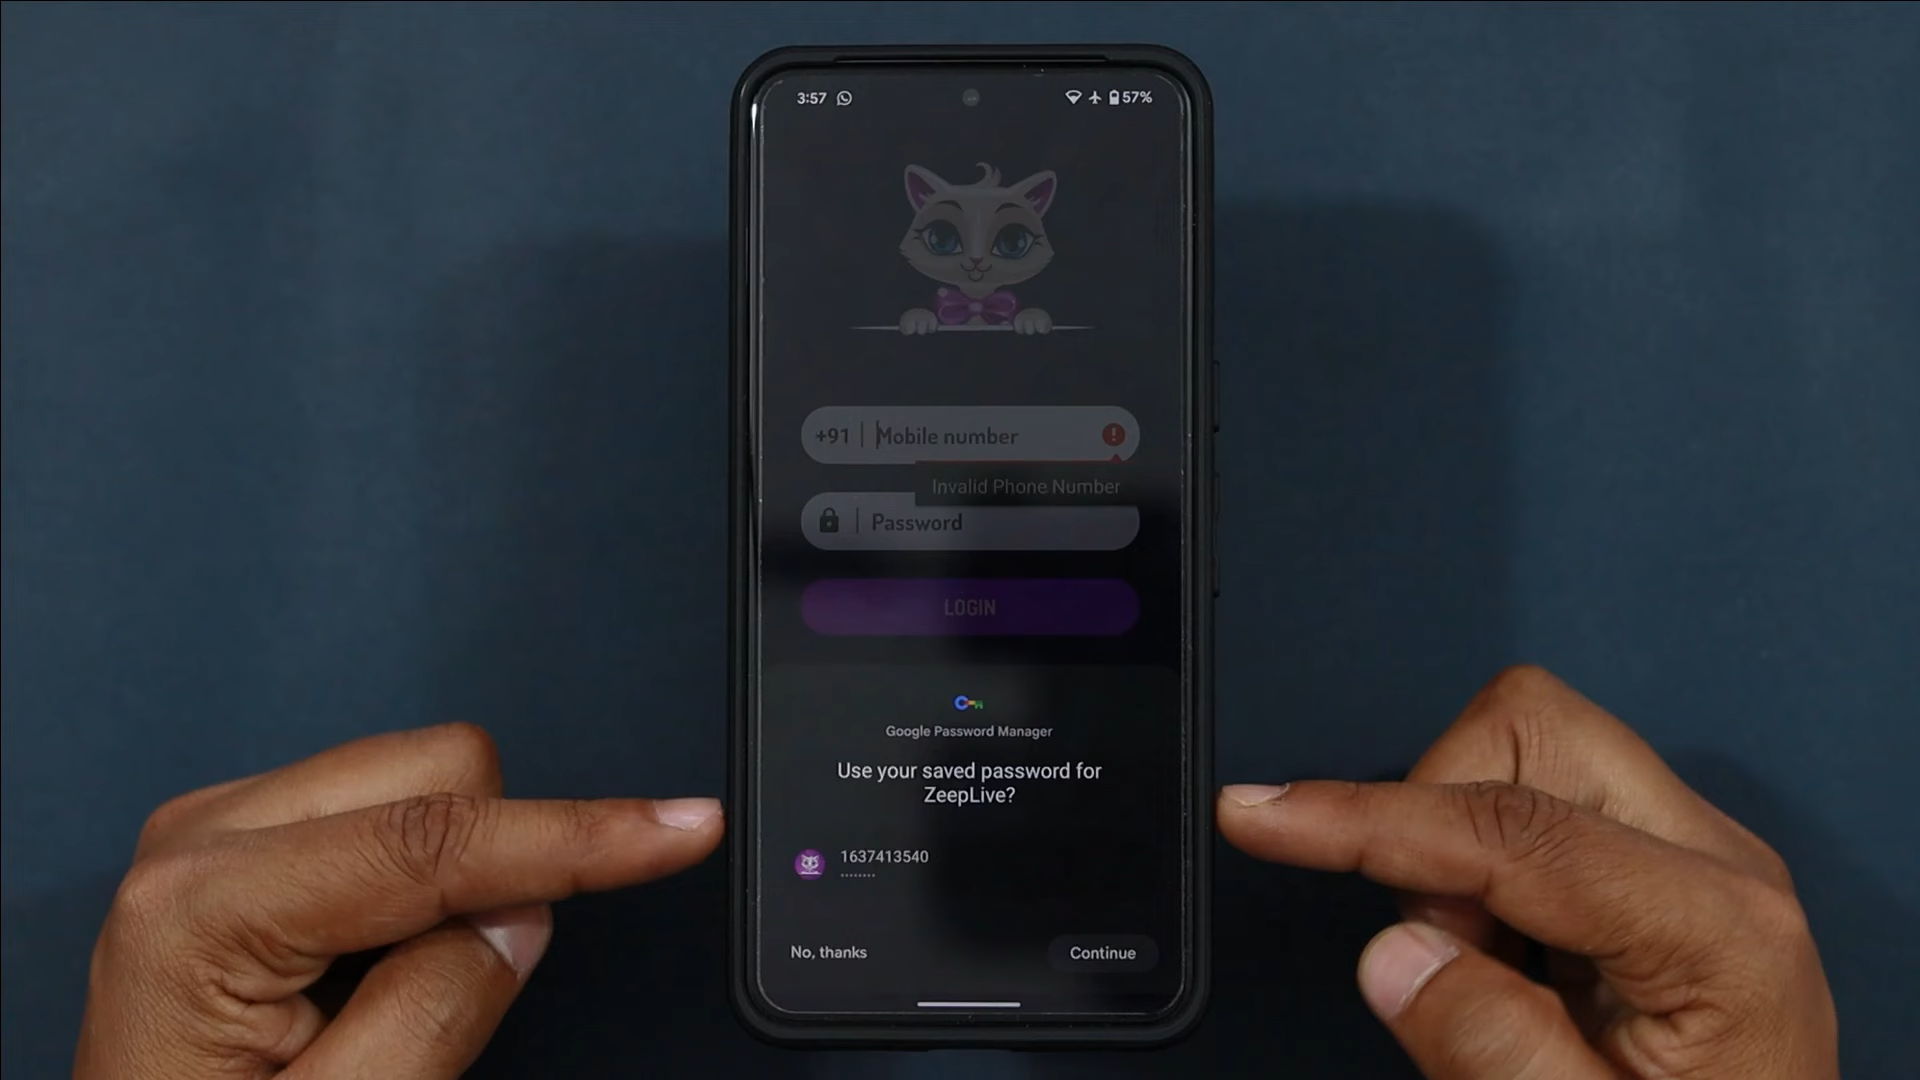 3:57 57%
+91 Mobile number
Invalid Phone Number
Password
LOGIN
Google Password Manager
Use your saved password for
ZeepLive?
1637413540
••••••••
No, thanks Continue